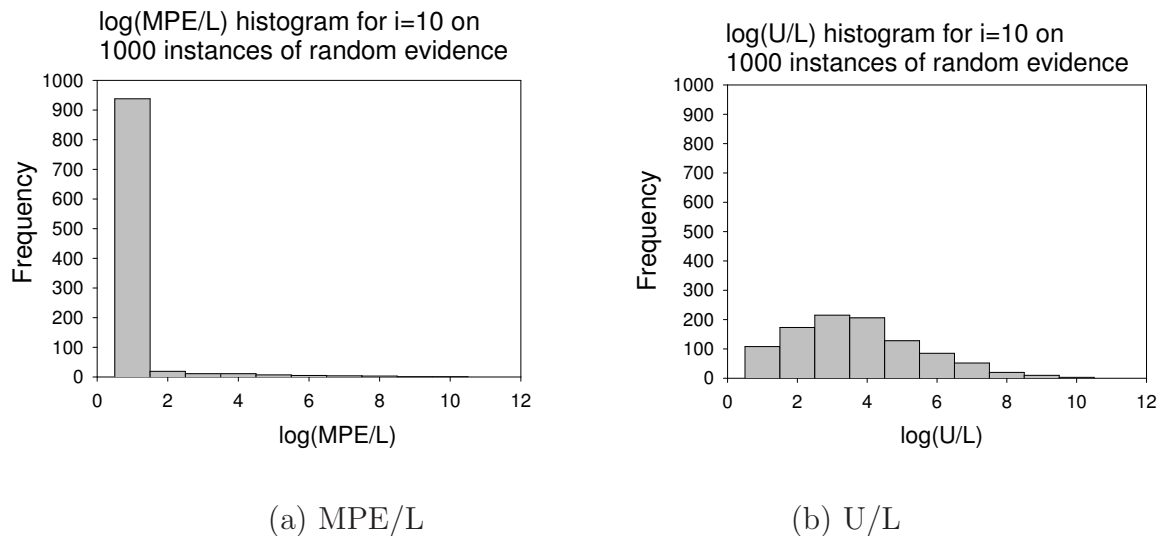 log(MPE/L) histogram for i=10 on
1000 instances of random evidence
1000
900
800
700
600
500
400
300
200
100
0
Frequency
0 2 4 6 8 10 12
log(MPE/L)
(a) MPE/L
log(U/L) histogram for i=10 on
1000 instances of random evidence
1000
900
800
700
600
500
400
300
200
100
0
Frequency
0 2 4 6 8 10 12
log(U/L)
(b) U/L